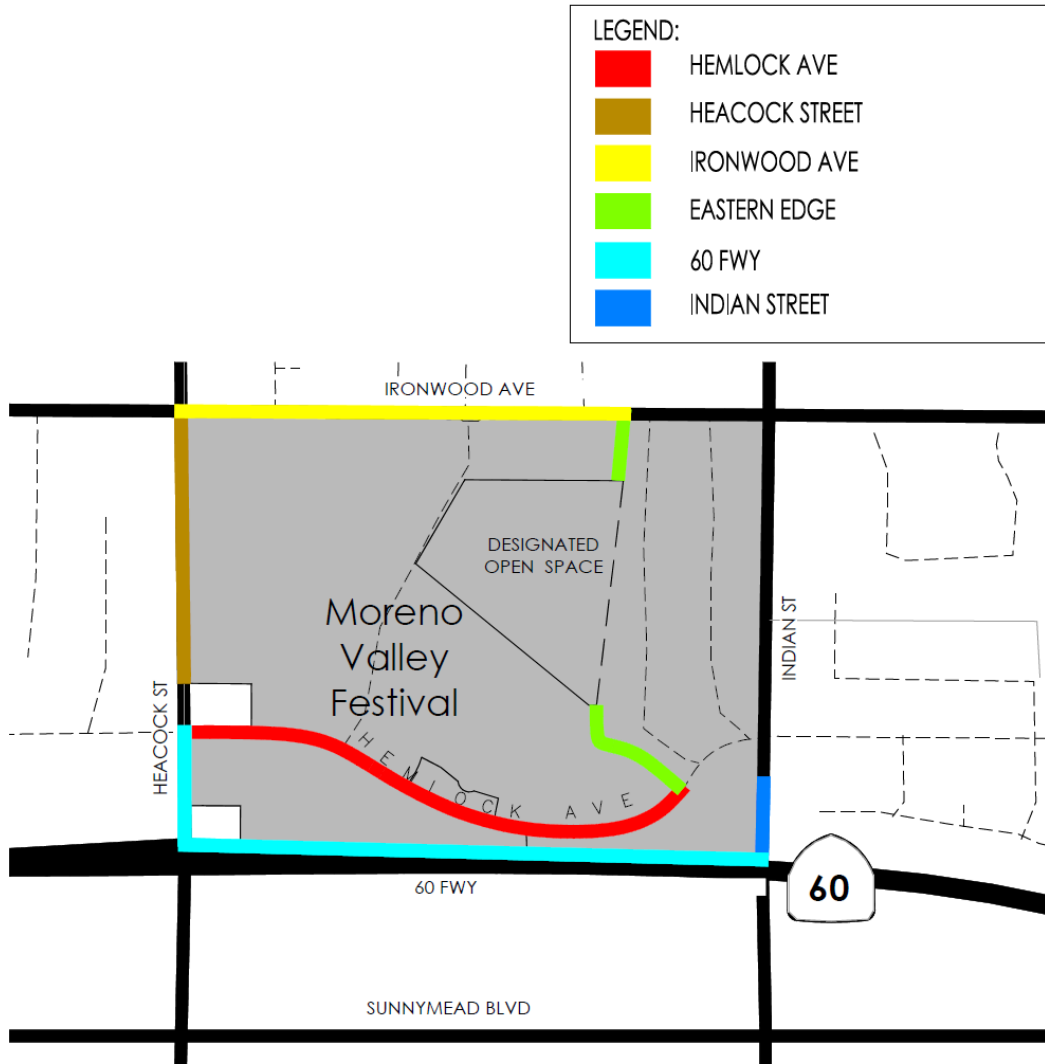 LEGEND:
HEMLOCK AVE
HEACOCK STREET
IRONWOOD AVE
EASTERN EDGE
60 FWY
INDIAN STREET
IRONWOOD AVE
DESIGNATED
OPEN SPACE
Moreno
Valley
Festival
INDIAN ST
HEACOCK ST
HEMLOCK AVE
60 FWY
60
SUNNYMEAD BLVD